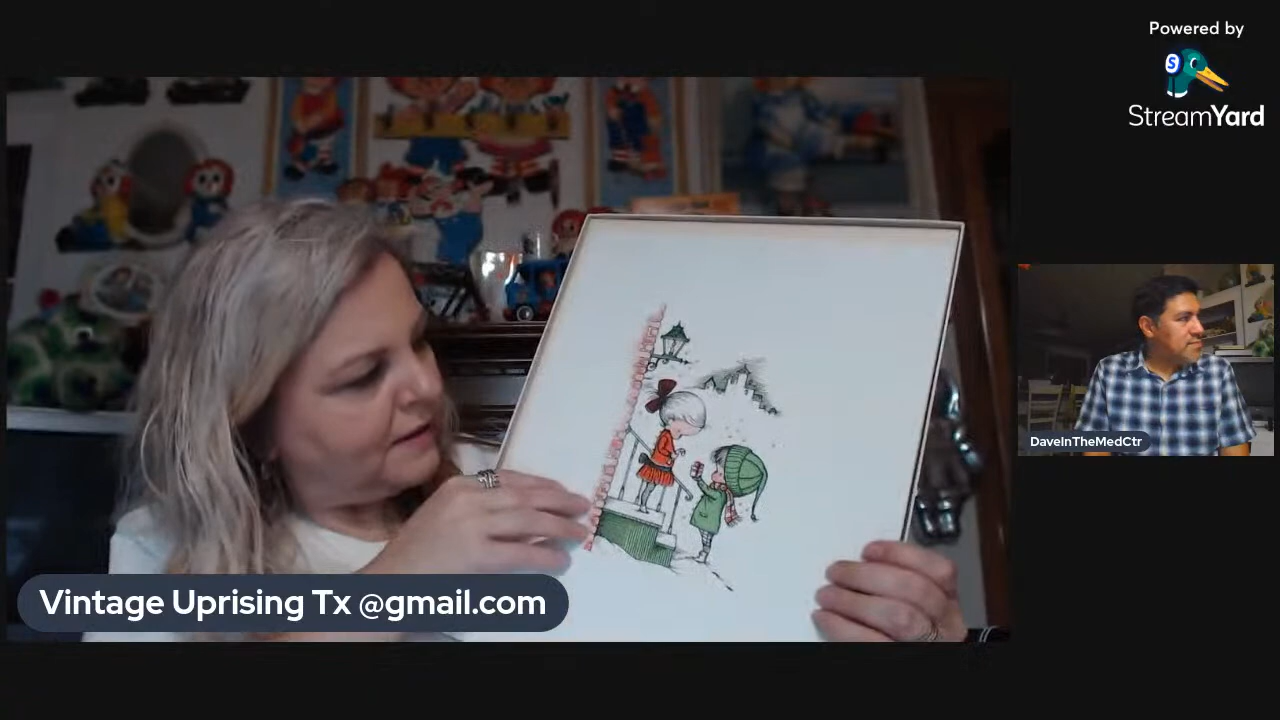 Powered by
StreamYard
DaveInTheMedCtr
Vintage Uprising Tx @gmail.com